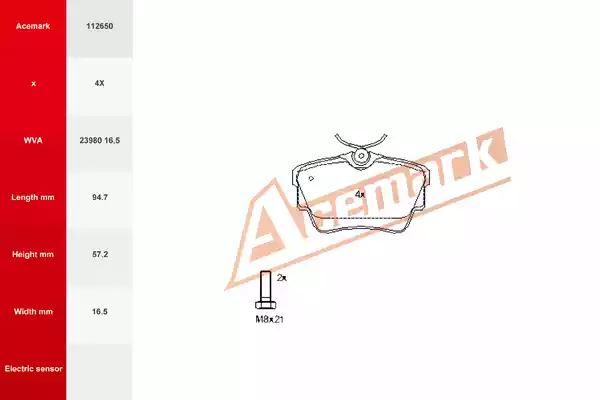 Acemark 112650
x 4X
WVA 23980 16,5
Length mm 94.7
Height mm 57.2
Width mm 16.5
Electric sensor
Acemark
4x
2x
M8x21